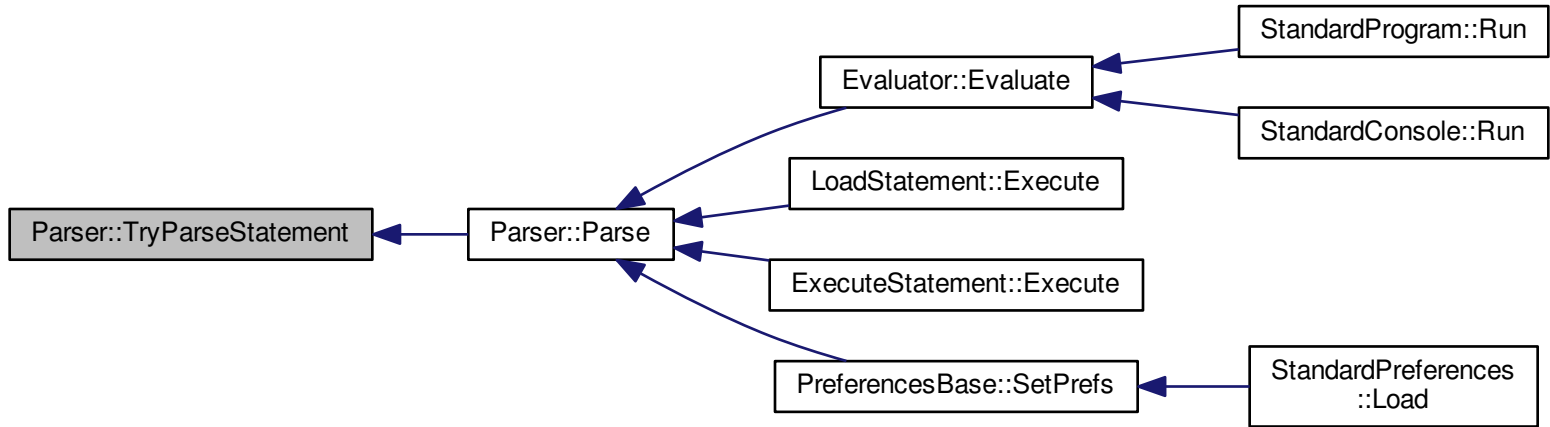 StandardProgram::Run
Evaluator::Evaluate
StandardConsole::Run
LoadStatement::Execute
Parser::TryParseStatement
Parser::Parse
ExecuteStatement::Execute
PreferencesBase::SetPrefs
StandardPreferences
::Load